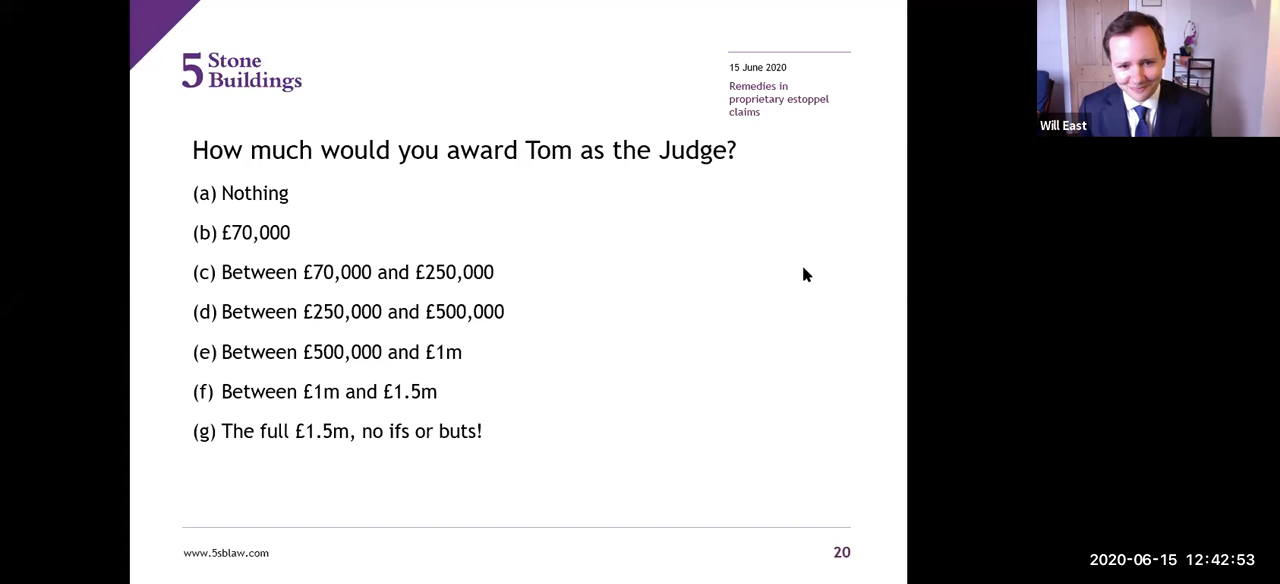 5 Stone
Buildings
15 June 2020
Remedies in
proprietary estoppel
claims
Will East
How much would you award Tom as the Judge?
(a) Nothing
(b) £70,000
(c) Between £70,000 and £250,000
(d) Between £250,000 and £500,000
(e) Between £500,000 and £1m
(f) Between £1m and £1.5m
(g) The full £1.5m, no ifs or buts!
www.5sblaw.com
20
2020-06-15 12:42:53